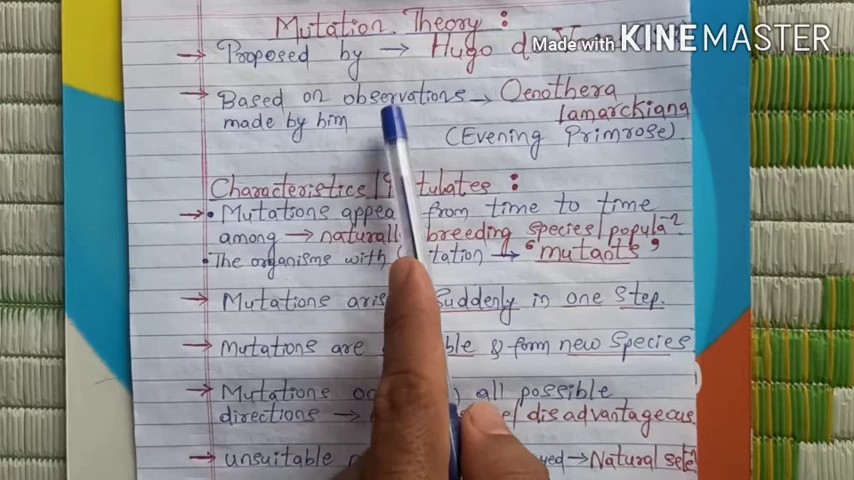 Mutation Theory :
→ Proposed by → Hugo d
Made with KINEMASTER
→ Based on observations → Oenothera
lamarckiana
made by him (Evening Primrose)
Characteristics | tulates :
→ • Mutations appea from time to time
among → naturall breeding species/popula
• The organisms with tation → "mutants"
→ Mutations aris Suddenly in one step.
→ Mutations are ble & form new species
→ Mutations all possible
directions → / disadvantageous
→ unsuitable → Natural sele